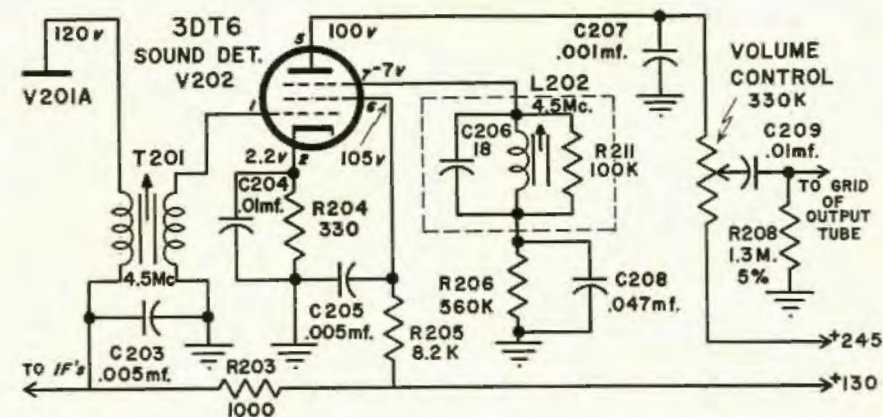 120v
V201A
3DT6
SOUND DET.
V202
100v
5
7
-7v
6
1
2
2.2v
105v
T201
4.5Mc
C203
.005mf.
C204
.01mf.
R204
330
C205
.005mf.
R205
8.2K
L202
4.5Mc.
C206
18
R211
100K
R206
560K
C208
.047mf.
C207
.001mf.
VOLUME
CONTROL
330K
C209
.01mf.
TO GRID
OF
OUTPUT
TUBE
R208
1.3M.
5%
+245
+130
TO IF's
R203
1000